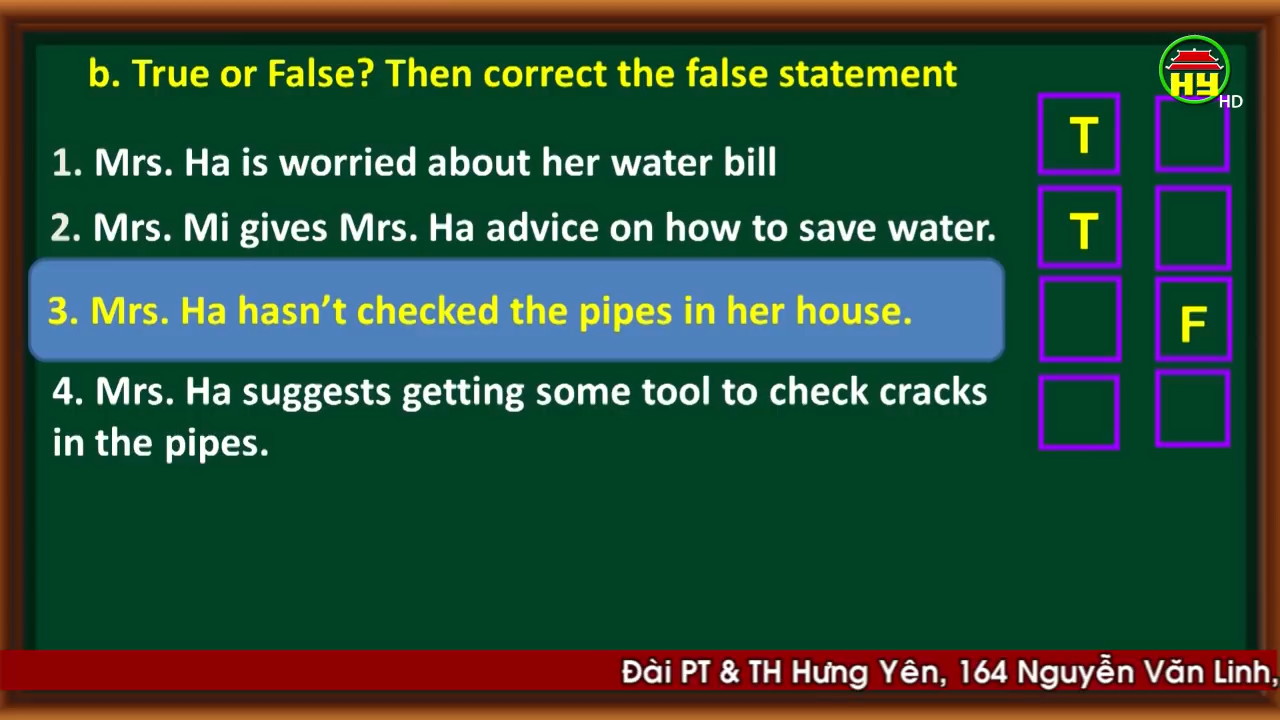 b. True or False? Then correct the false statement
HY
HD
1. Mrs. Ha is worried about her water bill
T
2. Mrs. Mi gives Mrs. Ha advice on how to save water.
T
3. Mrs. Ha hasn’t checked the pipes in her house.
F
4. Mrs. Ha suggests getting some tool to check cracks
in the pipes.
Đài PT & TH Hưng Yên, 164 Nguyễn Văn Linh,